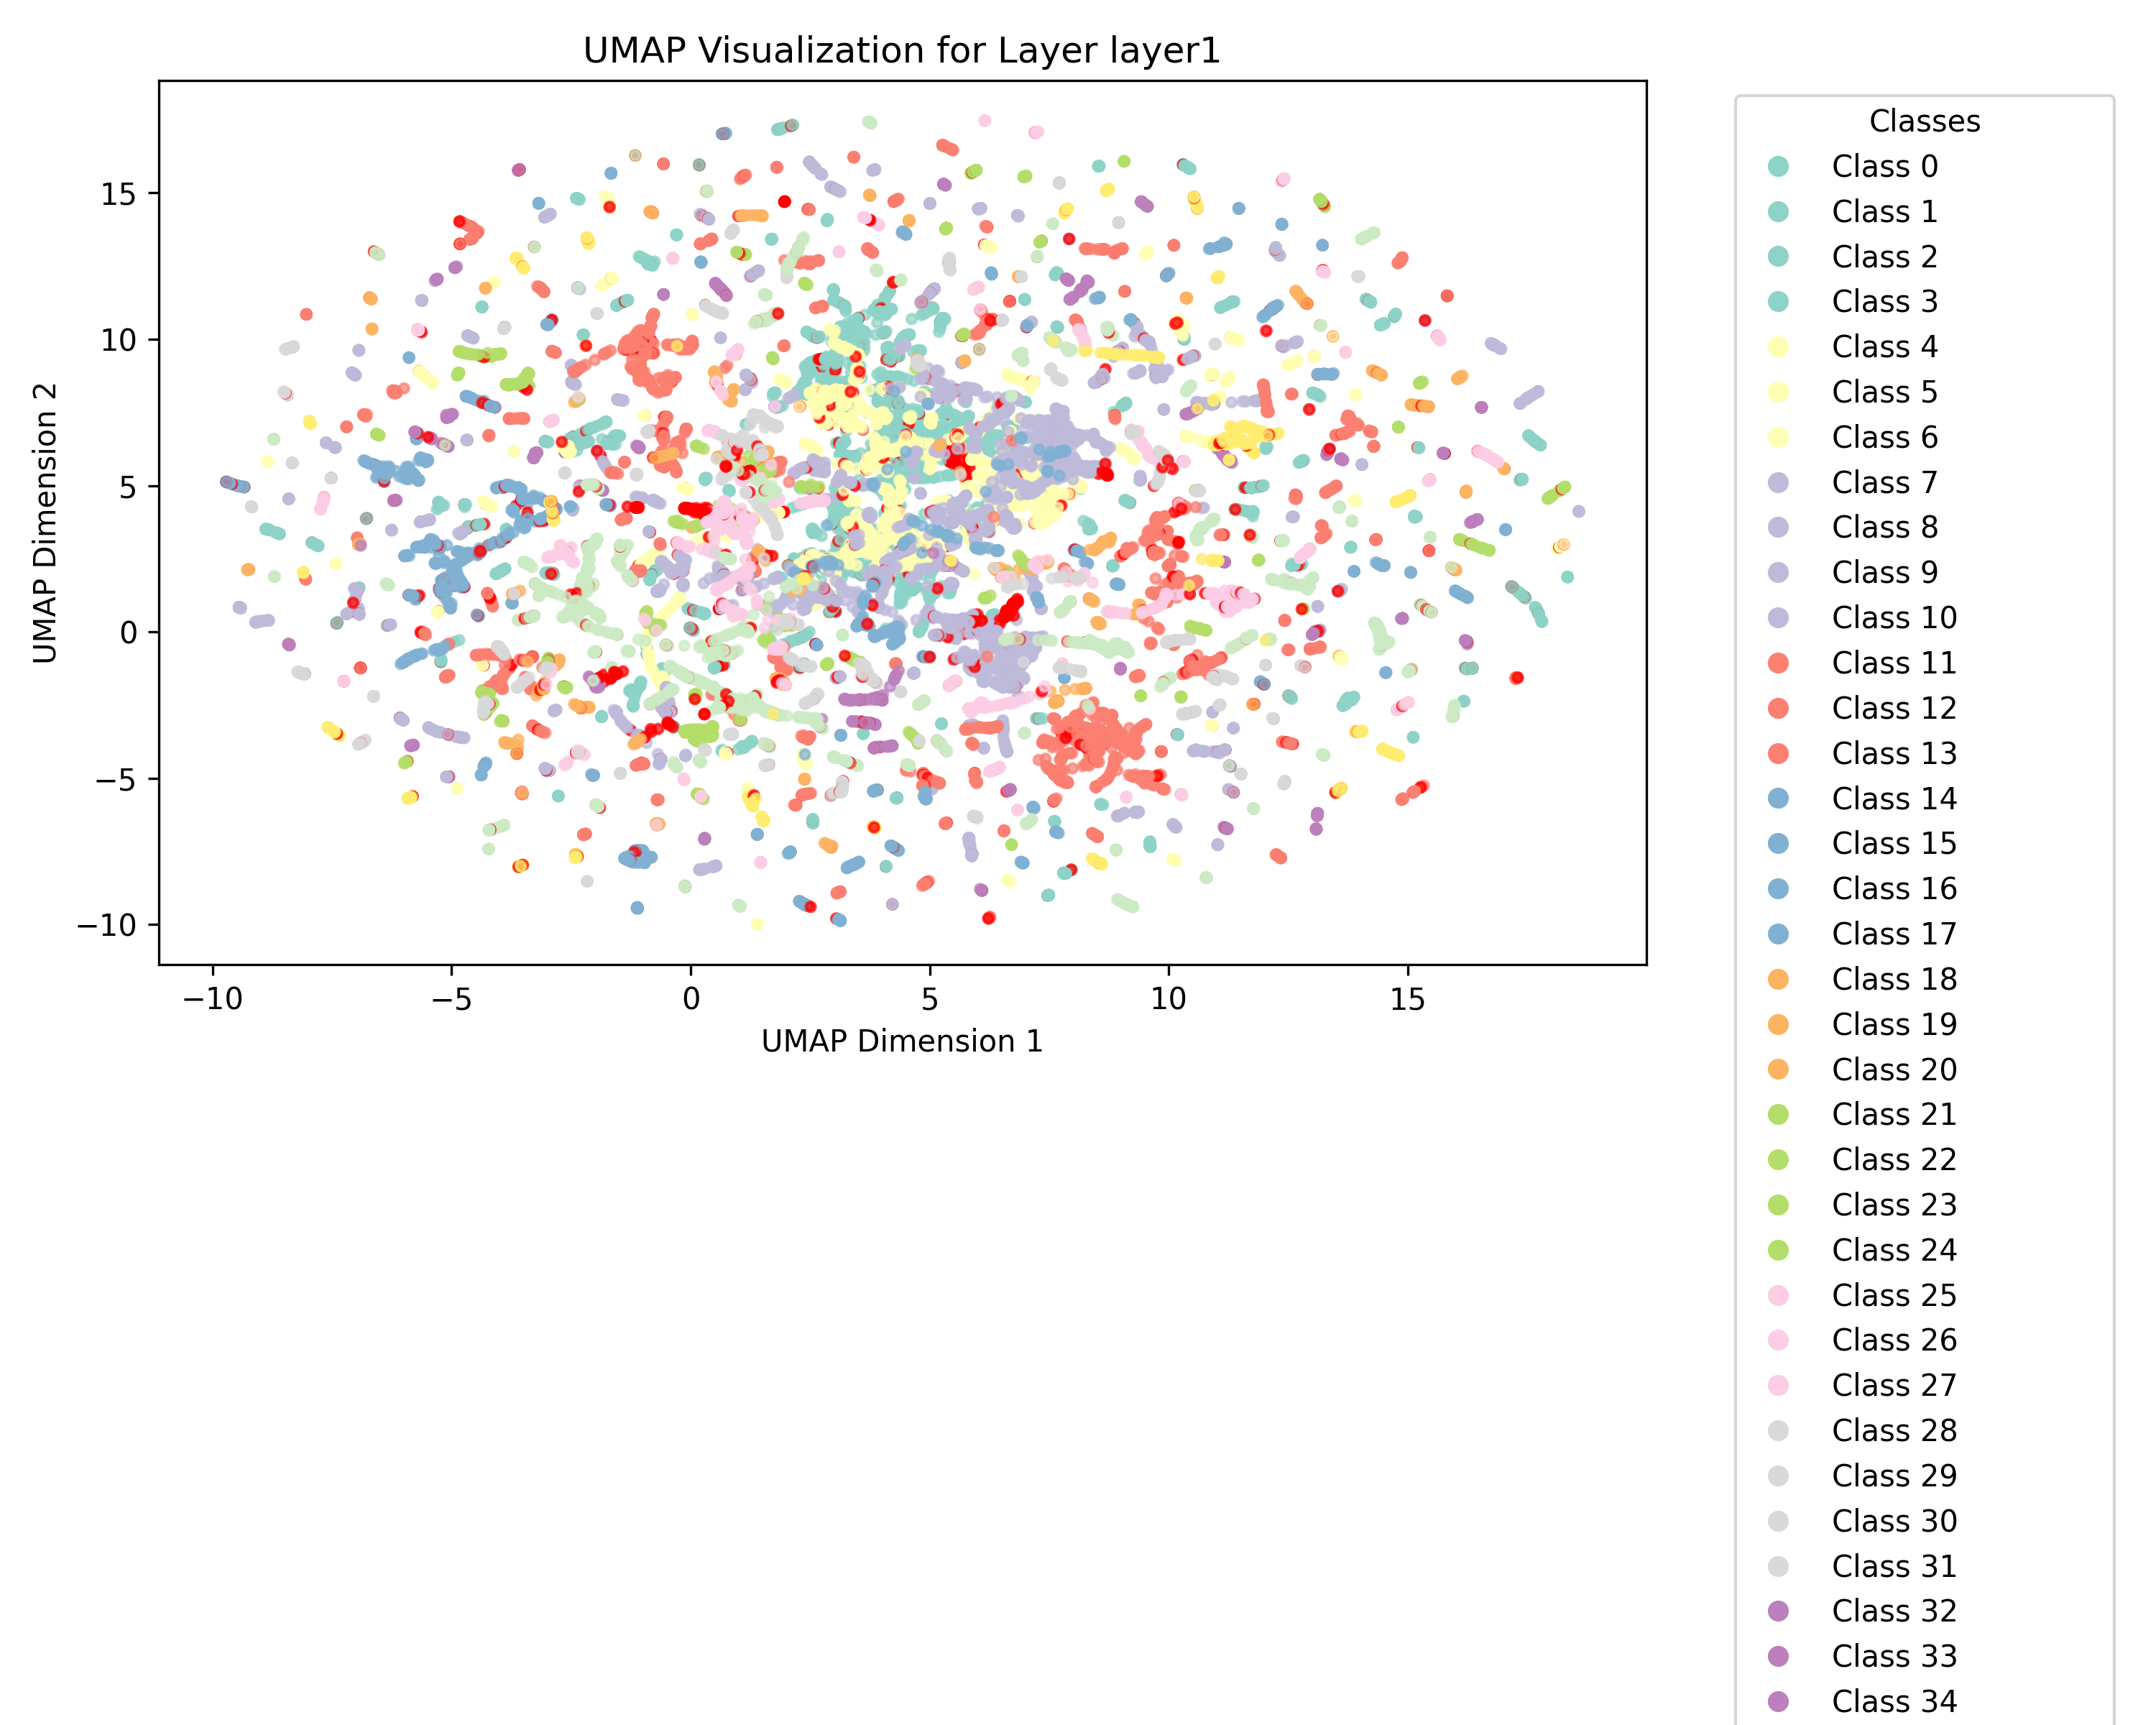 UMAP Visualization for Layer layer1
UMAP Dimension 2
15
10
5
0
−5
−10
−10
−5
0
5
10
15
UMAP Dimension 1
Classes
Class 0
Class 1
Class 2
Class 3
Class 4
Class 5
Class 6
Class 7
Class 8
Class 9
Class 10
Class 11
Class 12
Class 13
Class 14
Class 15
Class 16
Class 17
Class 18
Class 19
Class 20
Class 21
Class 22
Class 23
Class 24
Class 25
Class 26
Class 27
Class 28
Class 29
Class 30
Class 31
Class 32
Class 33
Class 34